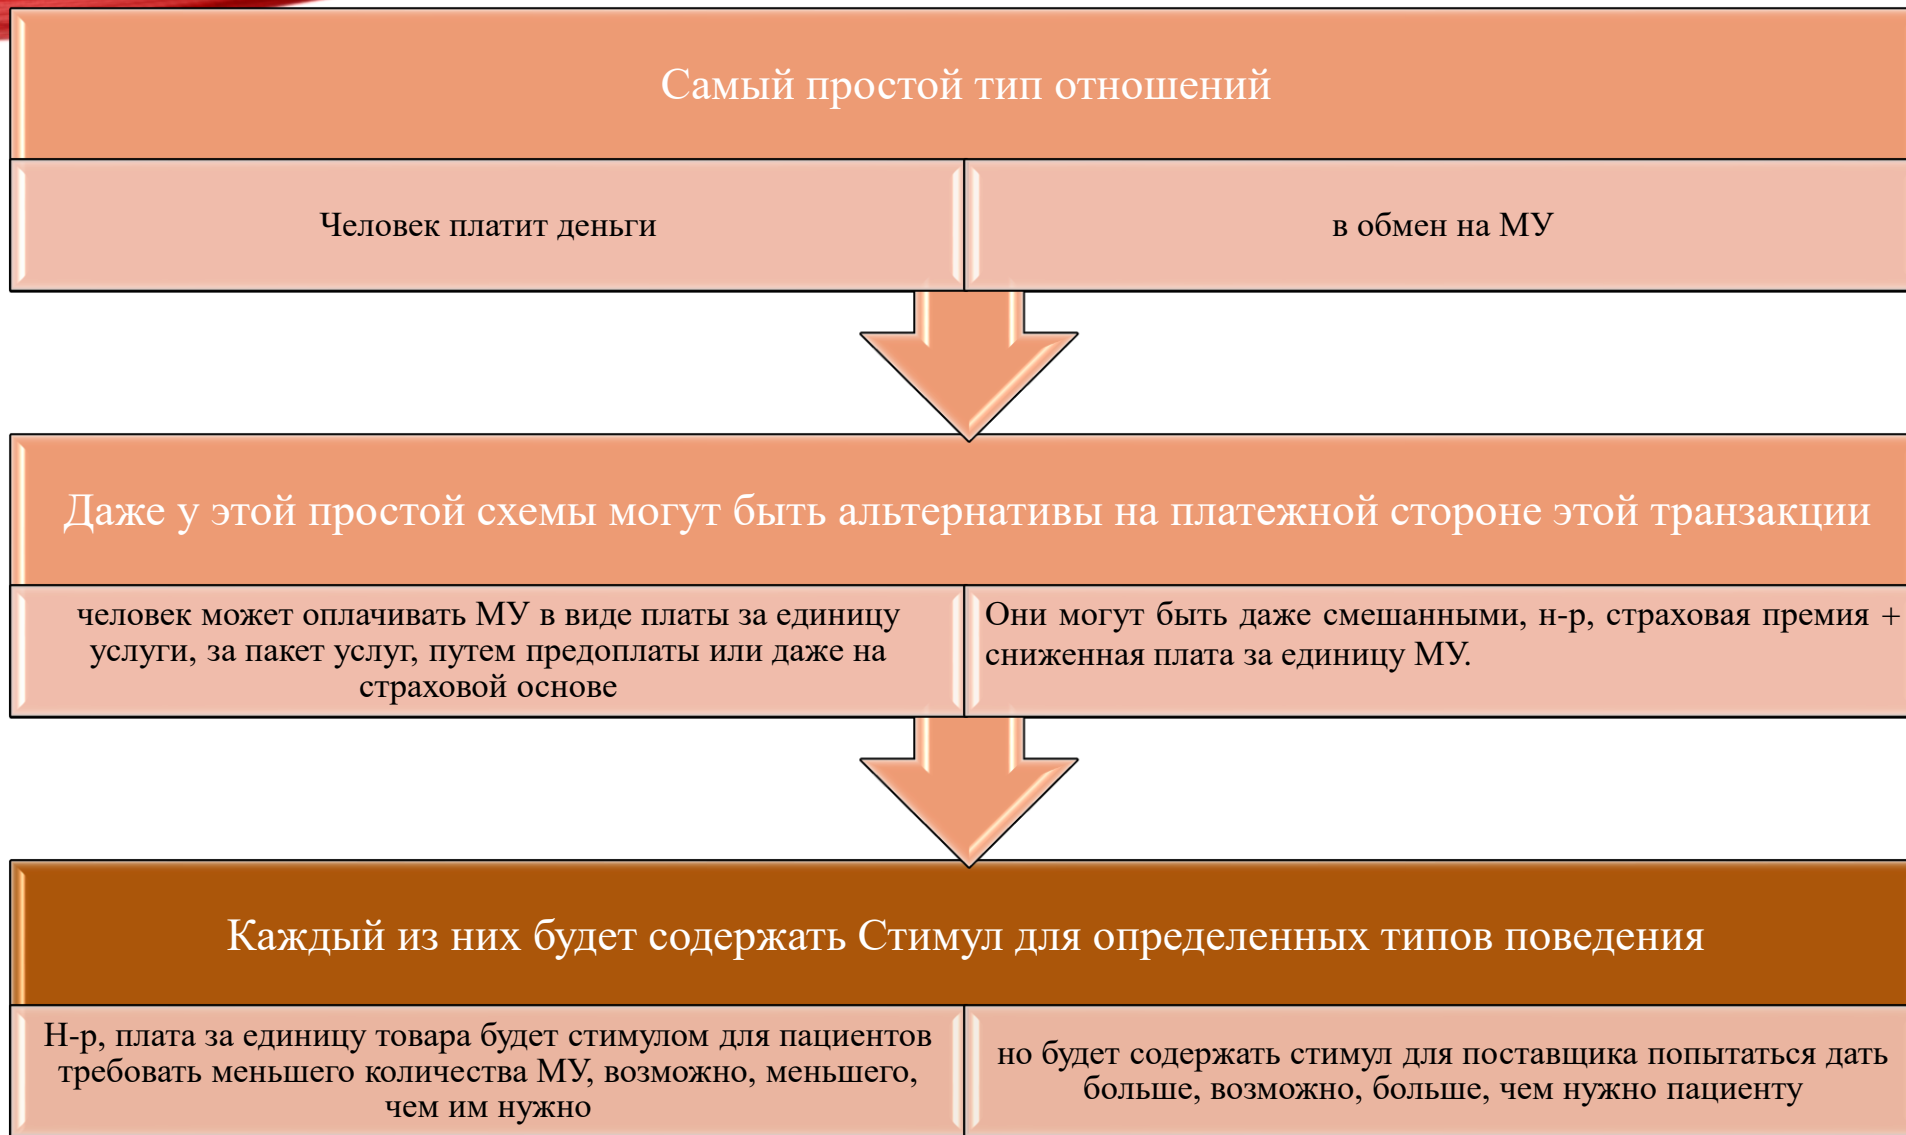 Самый простой тип отношений
Человек платит деньги
в обмен на МУ
Даже у этой простой схемы могут быть альтернативы на платежной стороне этой транзакции
человек может оплачивать МУ в виде платы за единицу
услуги, за пакет услуг, путем предоплаты или даже на
страховой основе
Они могут быть даже смешанными, н-р, страховая премия +
сниженная плата за единицу МУ.
Каждый из них будет содержать Стимул для определенных типов поведения
Н-р, плата за единицу товара будет стимулом для пациентов
требовать меньшего количества МУ, возможно, меньшего,
чем им нужно
но будет содержать стимул для поставщика попытаться дать
больше, возможно, больше, чем нужно пациенту